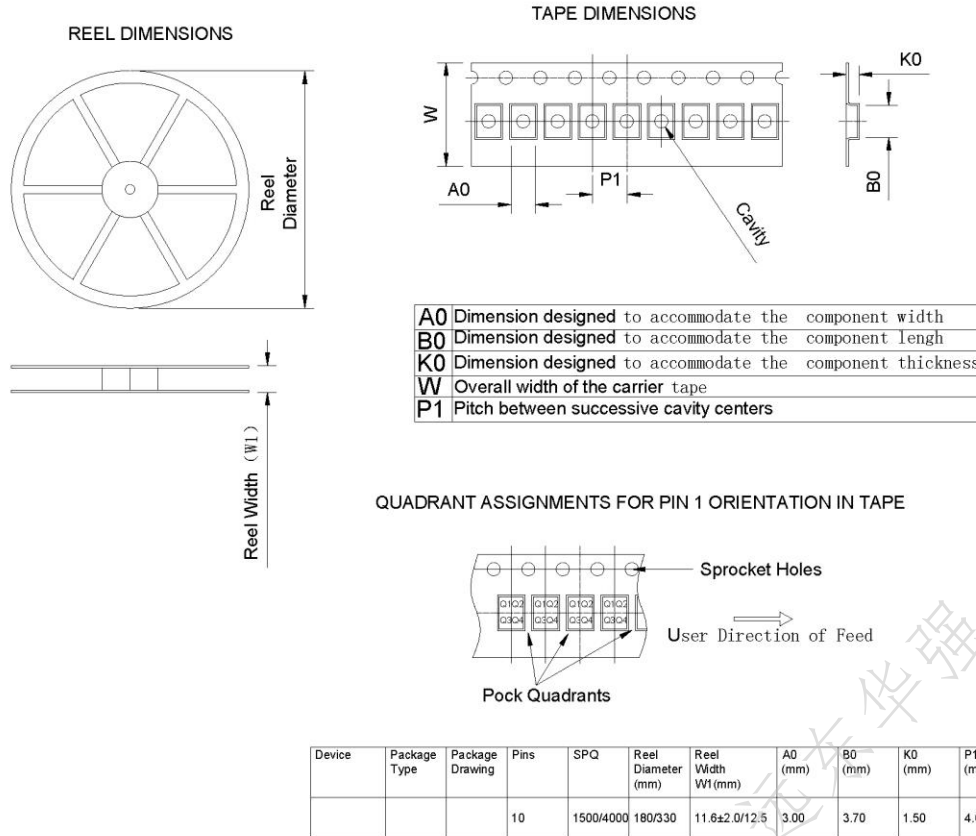 REEL DIMENSIONS
TAPE DIMENSIONS
Reel
Diameter
Reel Width (W1)
W
A0
P1
Cavity
K0
B0
A0 Dimension designed to accommodate the component width
B0 Dimension designed to accommodate the component lengh
K0 Dimension designed to accommodate the component thickness
W Overall width of the carrier tape
P1 Pitch between successive cavity centers
QUADRANT ASSIGNMENTS FOR PIN 1 ORIENTATION IN TAPE
Sprocket Holes
Q1 Q2 Q1 Q2 Q1 Q2 Q1 Q2
Q3 Q4 Q3 Q4 Q3 Q4 Q3 Q4
User Direction of Feed
Pock Quadrants
Device Package Type Package Drawing Pins SPQ Reel Diameter (mm) Reel Width W1(mm) A0 (mm) B0 (mm) K0 (mm) P1
10 1500/4000 180/330 11.6±2.0/12.5 3.00 3.70 1.50
远东华强